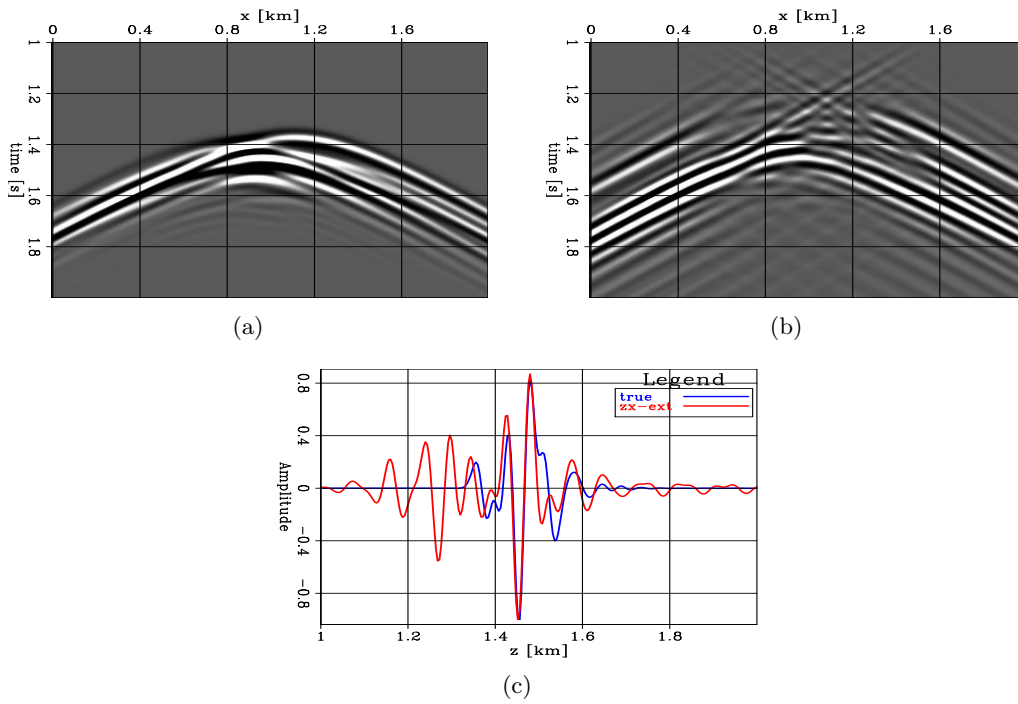 x [km]
0 0.4 0.8 1.2 1.6
1 1.2 1.4 1.6 1.8
time [s]
(a)
x [km]
0 0.4 0.8 1.2 1.6
1 1.2 1.4 1.6 1.8
time [s]
(b)
Legend
true
zx-ext
0.8 0.4 0 -0.4 -0.8
Amplitude
1 1.2 1.4 1.6 1.8
z [km]
(c)